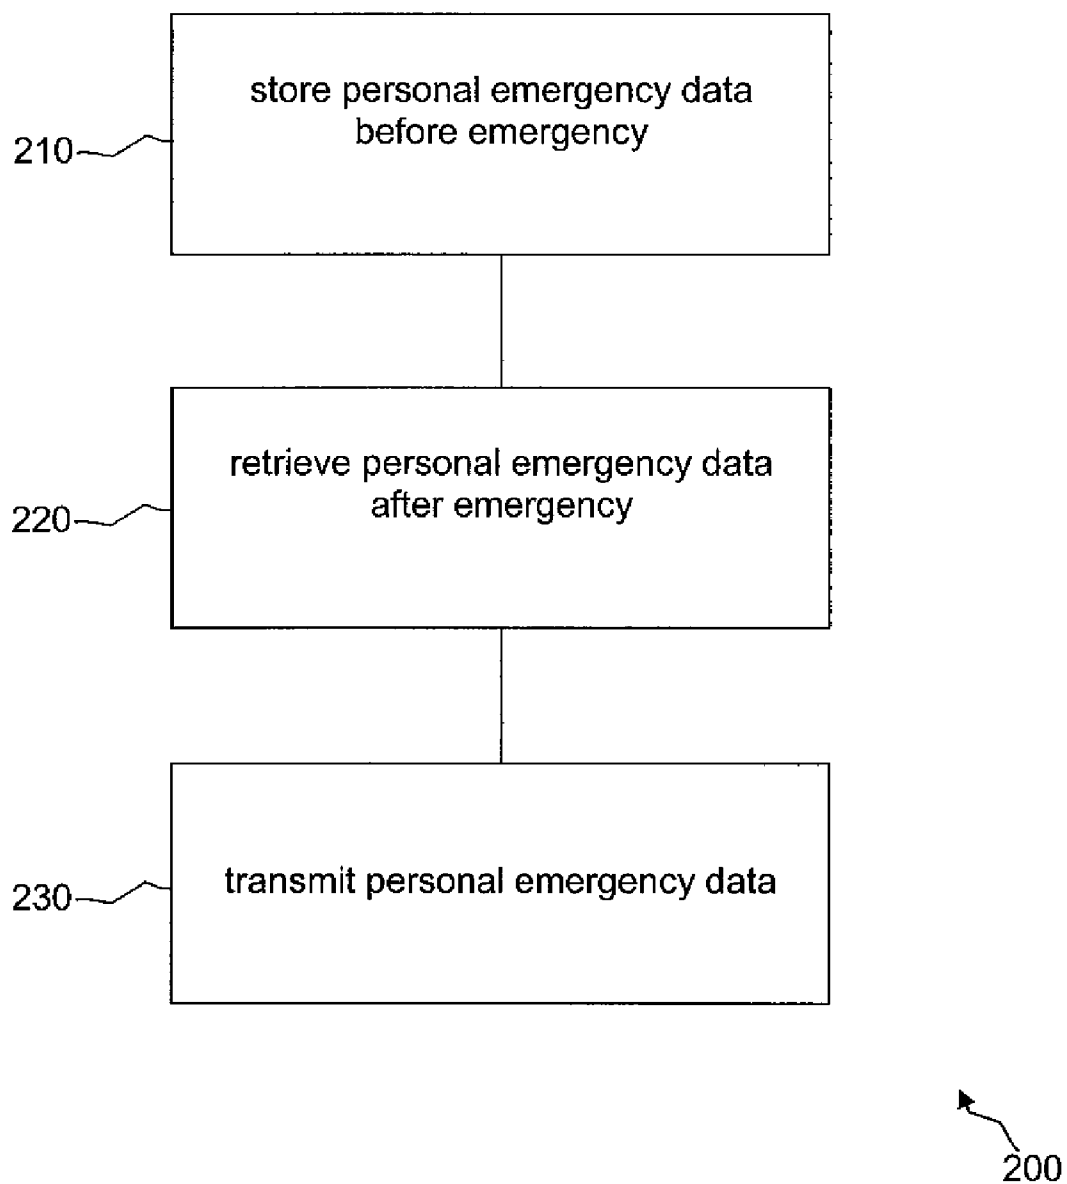 store personal emergency data
before emergency
210
retrieve personal emergency data
after emergency
220
transmit personal emergency data
230
200